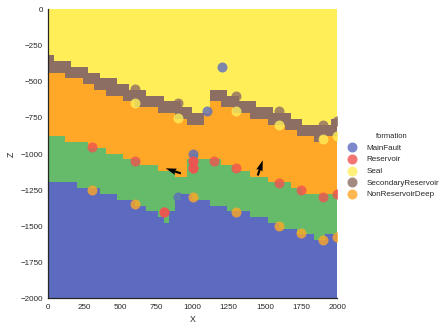 0
−250
−500
−750
−1000
−1250
−1500
−1750
−2000
Z
0 250 500 750 1000 1250 1500 1750 2000
X
formation
MainFault
Reservoir
Seal
SecondaryReservoir
NonReservoirDeep